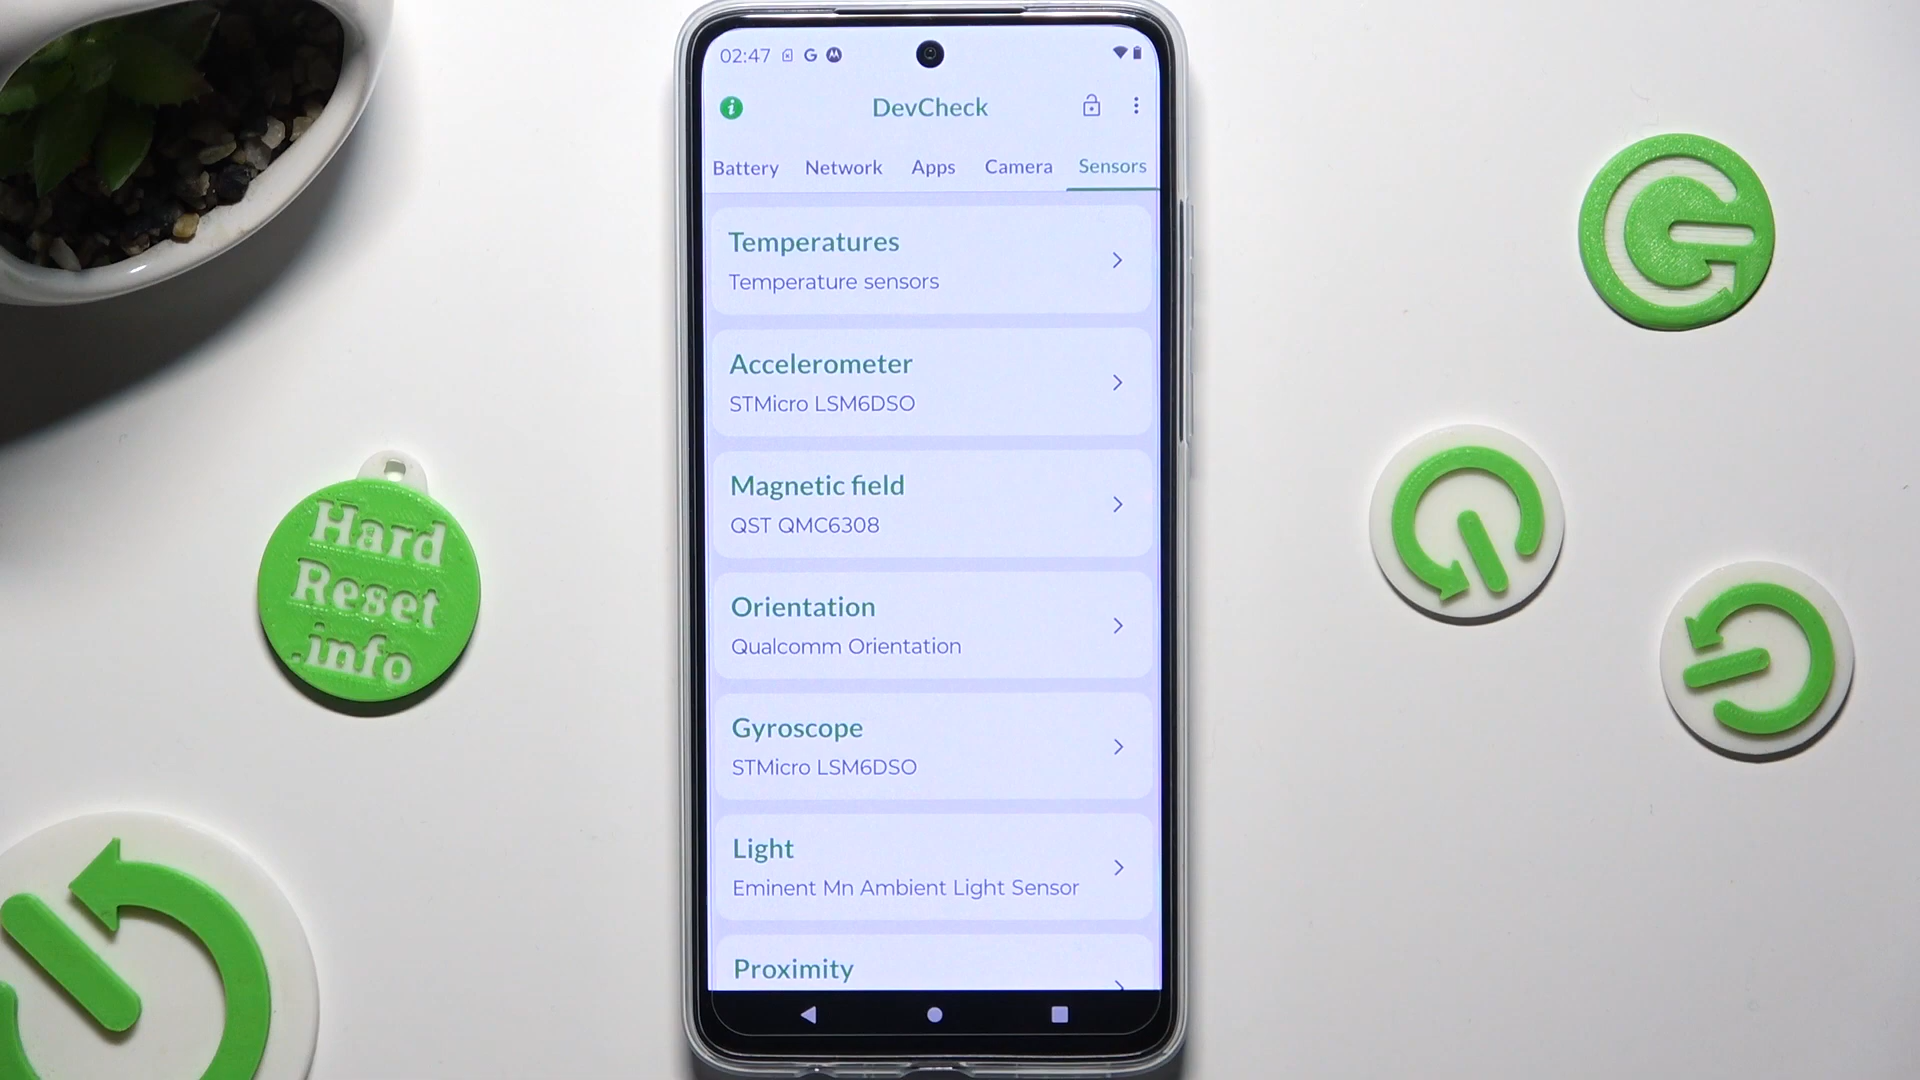 02:47 G
DevCheck
Battery Network Apps Camera Sensors
Temperatures
Temperature sensors
Accelerometer
STMicro LSM6DSO
Magnetic field
QST QMC6308
Orientation
Qualcomm Orientation
Gyroscope
STMicro LSM6DSO
Light
Eminent Mn Ambient Light Sensor
Proximity
Hard
Reset
.info